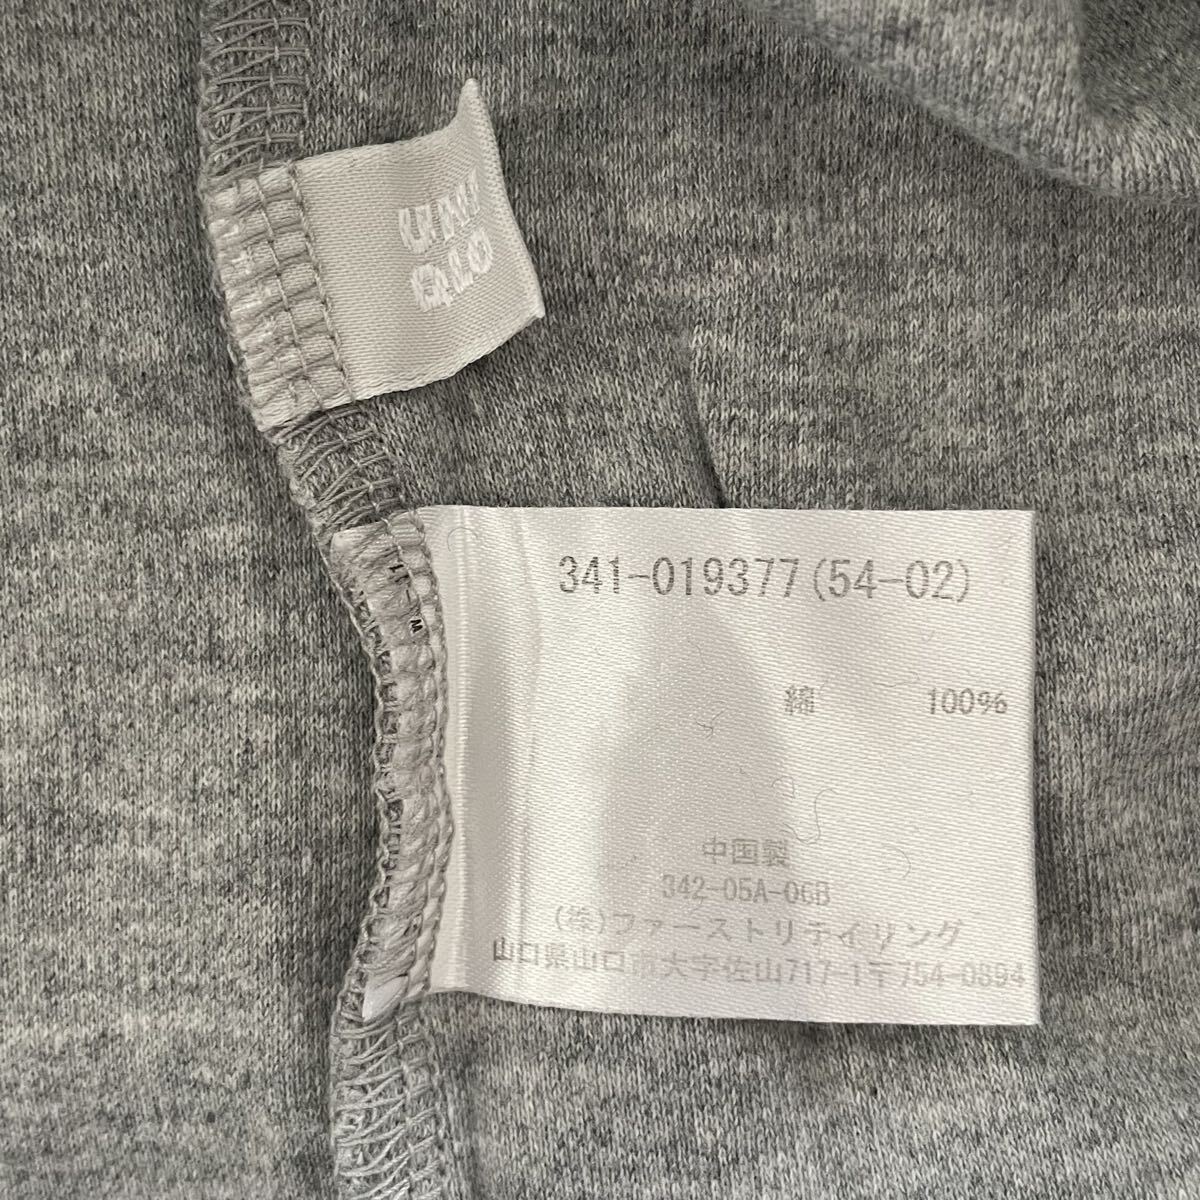 UNI
QLO
341-019377(54-02)
綿 100%
中国製
342-05A-06B
(株)ファーストリテイリング
山口県山口市大字佐山717-1〒754-0894